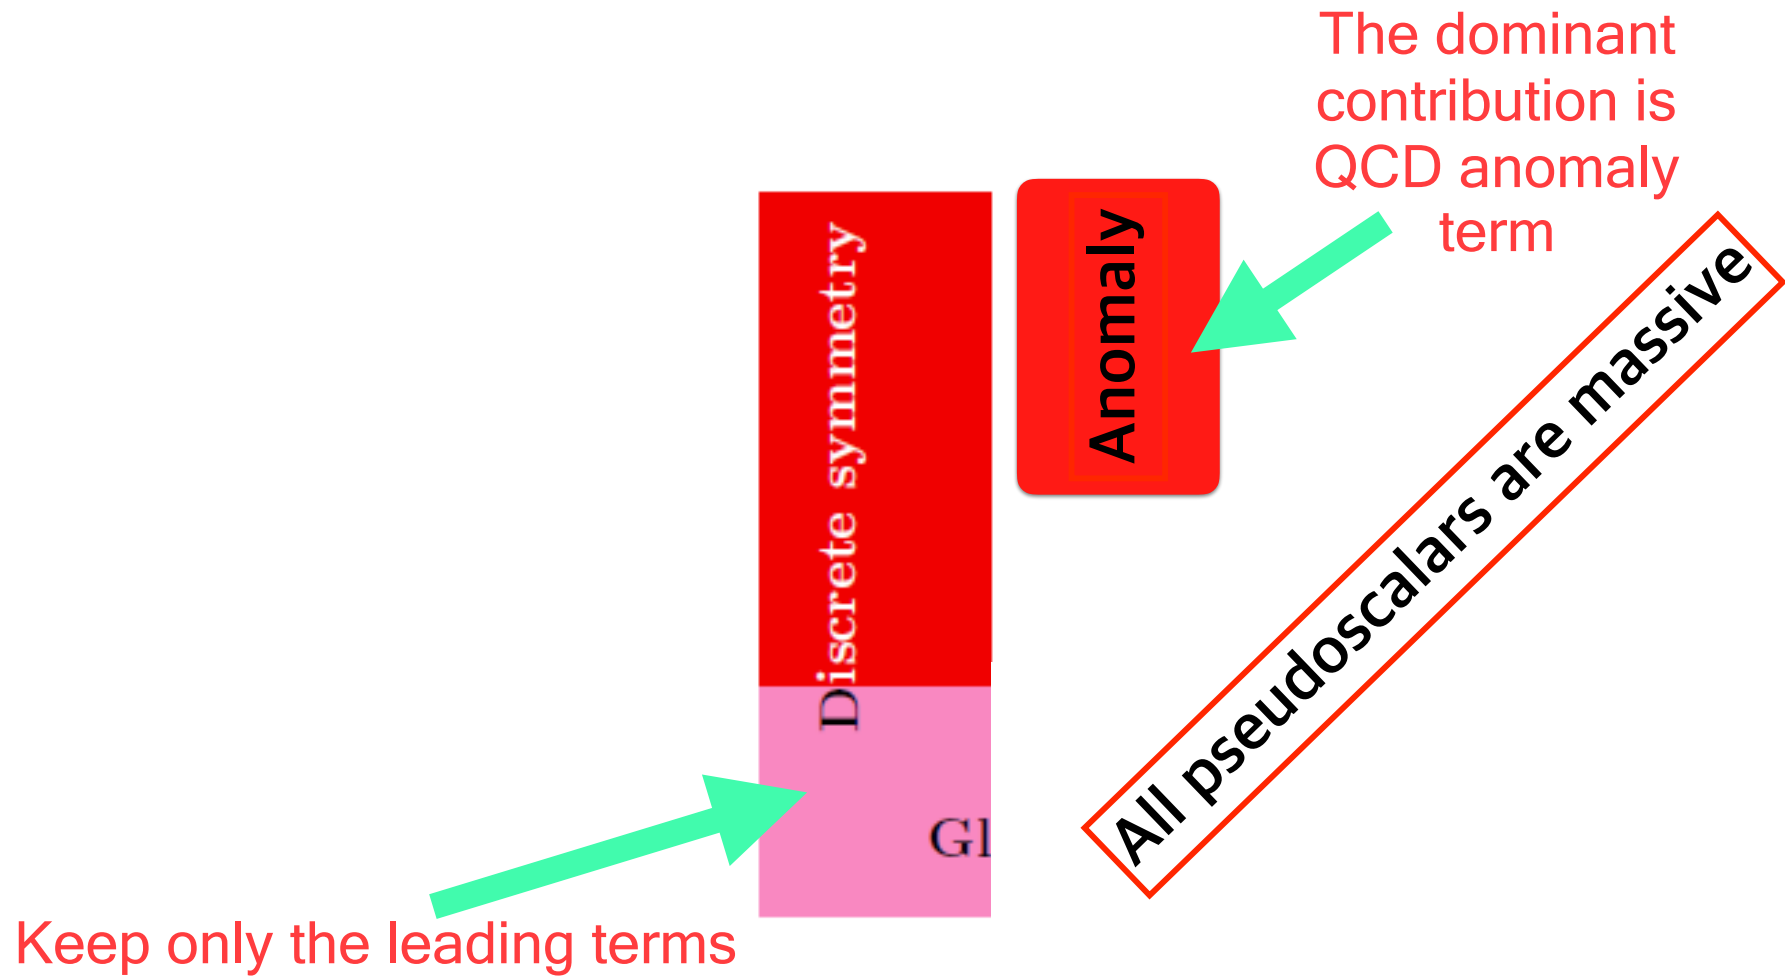 The dominant
contribution is
QCD anomaly
term
Discrete symmetry
Anomaly
All pseudoscalars are massive
Gl
Keep only the leading terms